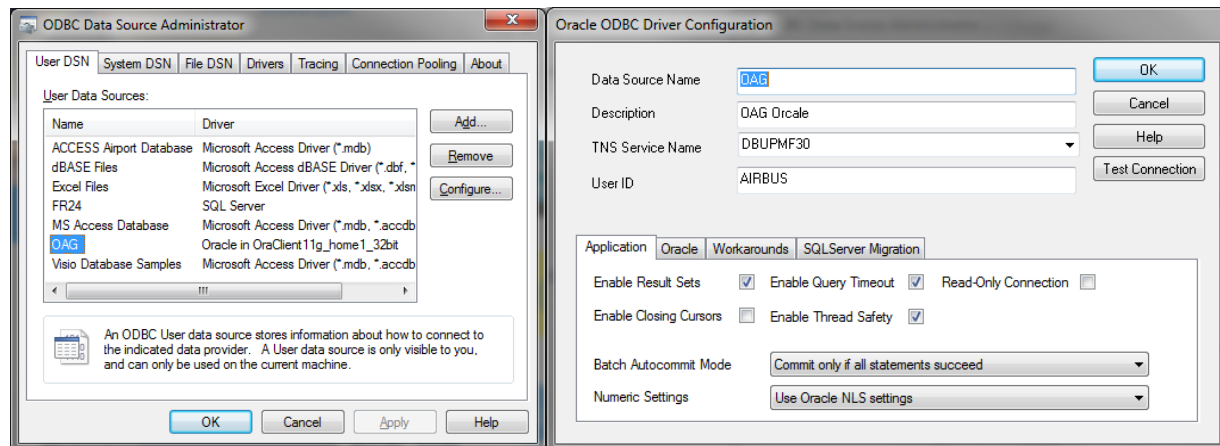 ODBC Data Source Administrator
User DSN System DSN File DSN Drivers Tracing Connection Pooling About
User Data Sources:
Name Driver
ACCESS Airport Database Microsoft Access Driver (*.mdb)
dBASE Files Microsoft Access dBASE Driver (*.dbf, *
Excel Files Microsoft Excel Driver (*.xls, *.xlsx, *.xlsn
FR24 SQL Server
MS Access Database Microsoft Access Driver (*.mdb, *.accdb
OAG Oracle in OraClient11g_home1_32bit
Visio Database Samples Microsoft Access Driver (*.mdb, *.accdb
Add...
Remove
Configure...
An ODBC User data source stores information about how to connect to
the indicated data provider. A User data source is only visible to you,
and can only be used on the current machine.
OK Cancel Apply Help
Oracle ODBC Driver Configuration
Data Source Name OAG
Description OAG Orcale
TNS Service Name DBUPMF30
User ID AIRBUS
OK
Cancel
Help
Test Connection
Application Oracle Workarounds SQLServer Migration
Enable Result Sets Enable Query Timeout Read-Only Connection
Enable Closing Cursors Enable Thread Safety
Batch Autocommit Mode Commit only if all statements succeed
Numeric Settings Use Oracle NLS settings